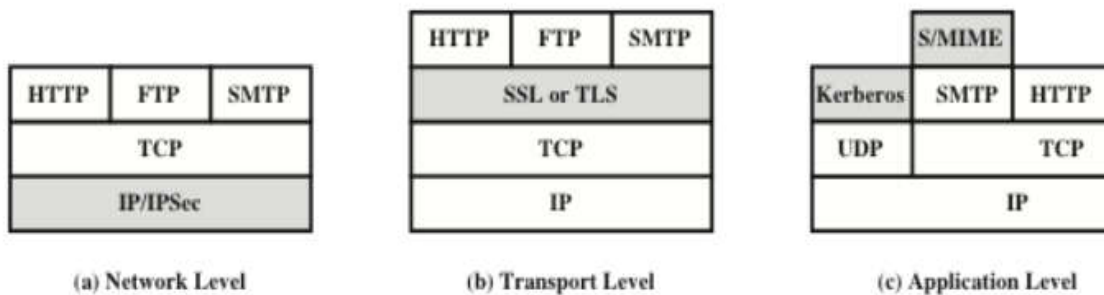 HTTP FTP SMTP
TCP
IP/IPSec
(a) Network Level
HTTP FTP SMTP
SSL or TLS
TCP
IP
(b) Transport Level
S/MIME
Kerberos SMTP HTTP
UDP TCP
IP
(c) Application Level